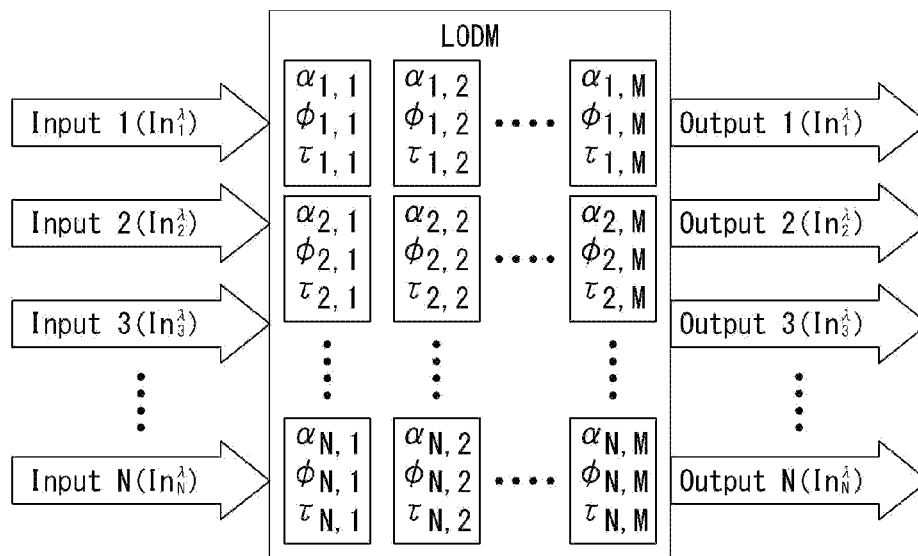 LODM
Input 1(In₁^λ)
α1,1
ϕ1,1
τ1,1
α1,2
ϕ1,2
τ1,2
α1,M
ϕ1,M
τ1,M
Output 1(In₁^λ)
Input 2(In₂^λ)
α2,1
ϕ2,1
τ2,1
α2,2
ϕ2,2
τ2,2
α2,M
ϕ2,M
τ2,M
Output 2(In₂^λ)
Input 3(In₃^λ)
Output 3(In₃^λ)
Input N(In_N^λ)
αN,1
ϕN,1
τN,1
αN,2
ϕN,2
τN,2
αN,M
ϕN,M
τN,M
Output N(In_N^λ)